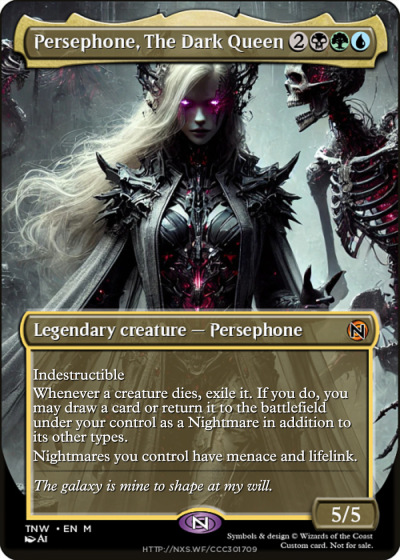 Persephone, The Dark Queen 2
Legendary creature — Persephone
Indestructible
Whenever a creature dies, exile it. If you do, you
may draw a card or return it to the battlefield
under your control as a Nightmare in addition to
its other types.
Nightmares you control have menace and lifelink.
The galaxy is mine to shape at my will.
5/5
TNW • EN M
AI
N
Symbols & design © Wizards of the Coast
Custom card. Not for sale.
HTTP://NXS.WF/CCC301709